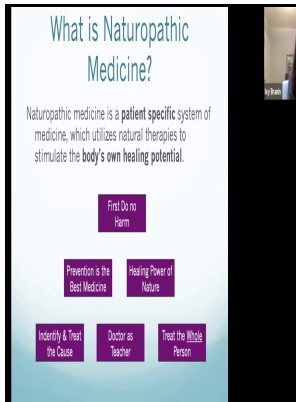 What is Naturopathic
Medicine?
Naturopathic medicine is a patient specific system of
medicine, which utilizes natural therapies to
stimulate the body's own healing potential.
First Do no
Harm
Prevention is the
Best Medicine
Healing Power of
Nature
Indentify & Treat
the Cause
Doctor as
Teacher
Treat the Whole
Person
Ivy Branin